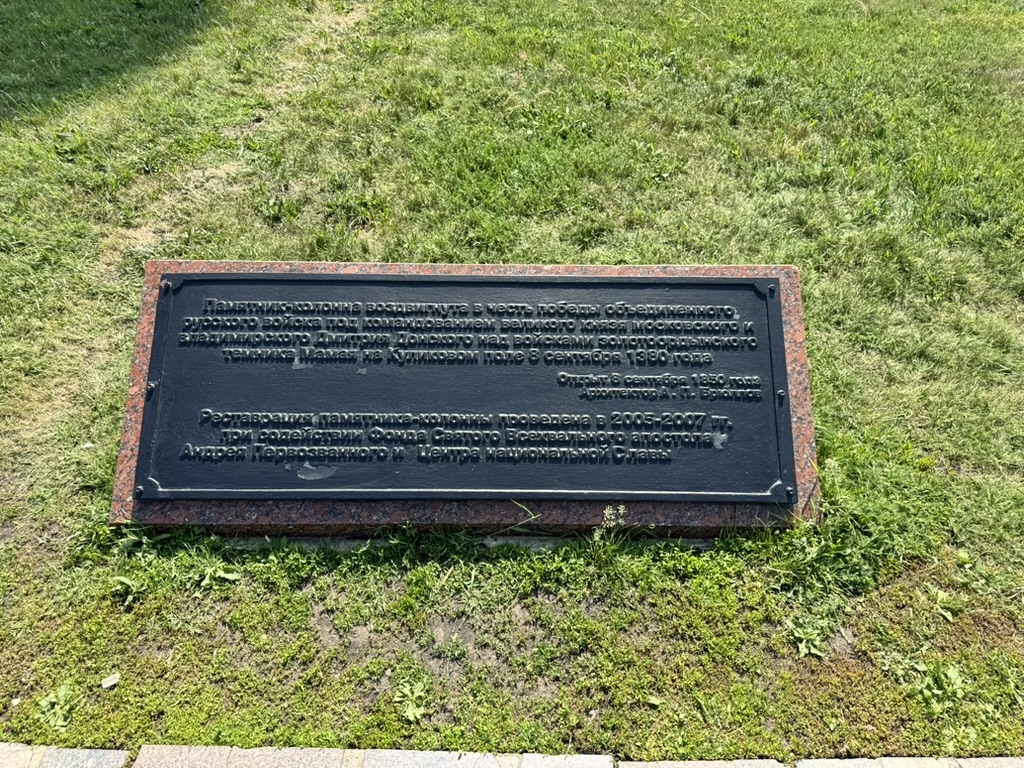 Памятник-колонна воздвигнута в честь победы объединенного
русского войска под командованием великого князя московского и
владимирского Дмитрия Донского над войсками золотоордынского
темника Мамая на Куликовом поле 8 сентября 1380 года
Открыт 8 сентября 1850 года
Архитектор А. П. Брюллов
Реставрация памятника-колонны проведена в 2005-2007 гг.
при содействии Фонда Святого Всехвального апостола
Андрея Первозванного и Центра национальной Славы